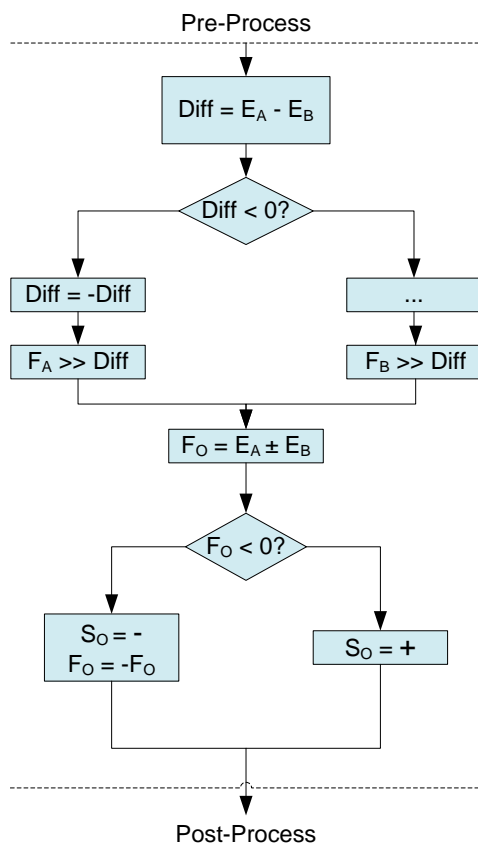 Pre-Process
Diff = E_A - E_B
Diff < 0?
Diff = -Diff
...
F_A >> Diff
F_B >> Diff
F_O = E_A ± E_B
F_O < 0?
S_O = -
F_O = -F_O
S_O = +
Post-Process